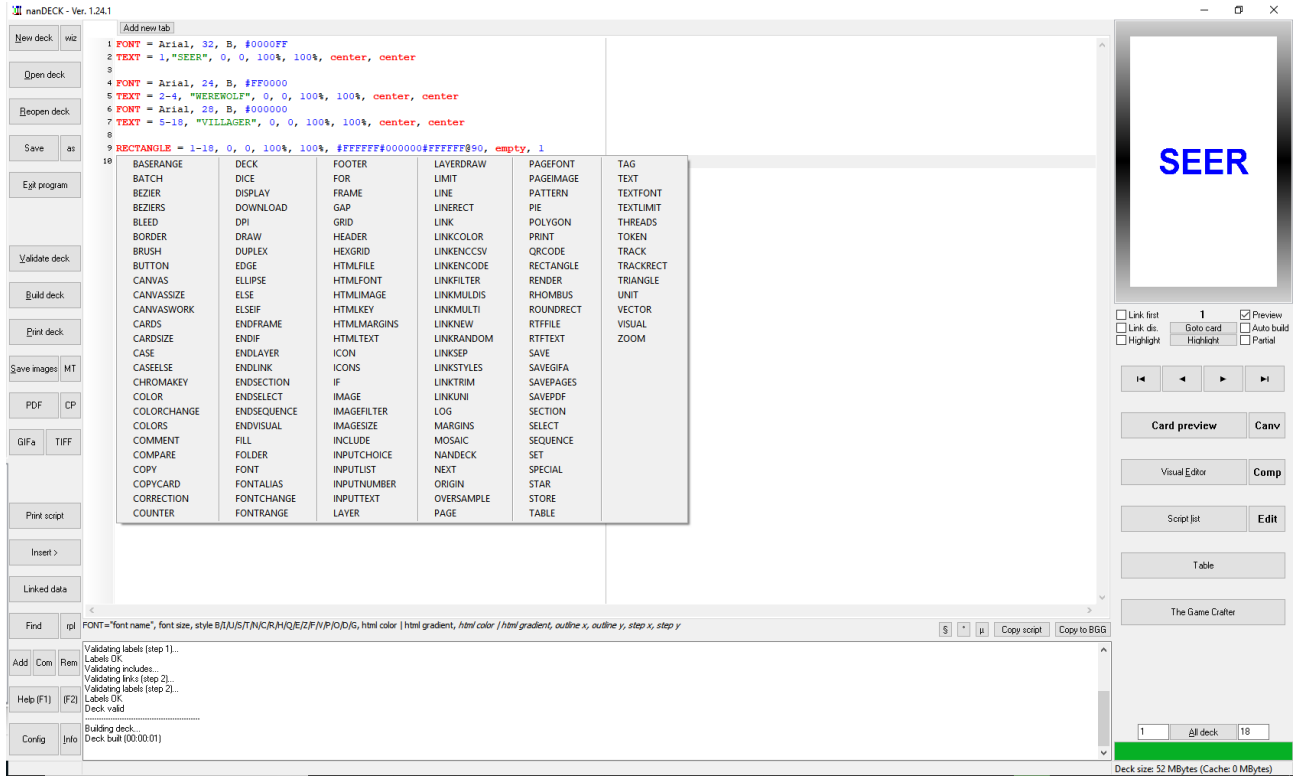 nanDECK - Ver. 1.24.1
New deck wiz
Open deck
Reopen deck
Save as
Exit program
Validate deck
Build deck
Print deck
Save images MT
PDF CP
GIFa TIFF
Print script
Insert >
Linked data
Find rpl
Add Com Rem
Help (F1) (F2)
Config Info
Add new tab
1 FONT = Arial, 32, B, #0000FF
2 TEXT = 1,"SEER", 0, 0, 100%, 100%, center, center
3
4 FONT = Arial, 24, B, #FF0000
5 TEXT = 2-4, "WEREWOLF", 0, 0, 100%, 100%, center, center
6 FONT = Arial, 28, B, #000000
7 TEXT = 5-18, "VILLAGER", 0, 0, 100%, 100%, center, center
8
9 RECTANGLE = 1-18, 0, 0, 100%, 100%, #FFFFFF#000000#FFFFFF@90, empty, 1
10
BASERANGE DECK FOOTER LAYERDRAW PAGEFONT TAG
BATCH DICE FOR LIMIT PAGEIMAGE TEXT
BEZIER DISPLAY FRAME LINE PATTERN TEXTFONT
BEZIERS DOWNLOAD GAP LINERECT PIE TEXTLIMIT
BLEED DPI GRID LINK POLYGON THREADS
BORDER DRAW HEADER LINKCOLOR PRINT TOKEN
BRUSH DUPLEX HEXGRID LINKENCCSV QRCODE TRACK
BUTTON EDGE HTMLFILE LINKENCODE RECTANGLE TRACKRECT
CANVAS ELLIPSE HTMLFONT LINKFILTER RENDER TRIANGLE
CANVASSIZE ELSE HTMLIMAGE LINKMULDIS RHOMBUS UNIT
CANVASWORK ELSEIF HTMLKEY LINKMULTI ROUNDRECT VECTOR
CARDS ENDFRAME HTMLMARGINS LINKNEW RTFFILE VISUAL
CARDSIZE ENDIF HTMLTEXT LINKRANDOM RTFTEXT ZOOM
CASE ENDLAYER ICON LINKSEP SAVE
CASEELSE ENDLINK ICONS LINKSTYLES SAVEGIFA
CHROMAKEY ENDSECTION IF LINKTRIM SAVEPAGES
COLOR ENDSELECT IMAGE LINKUNI SAVEPDF
COLORCHANGE ENDSEQUENCE IMAGEFILTER LOG SECTION
COLORS ENDVISUAL IMAGESIZE MARGINS SELECT
COMMENT FILL INCLUDE MOSAIC SEQUENCE
COMPARE FOLDER INPUTCHOICE NANDECK SET
COPY FONT INPUTLIST NEXT SPECIAL
COPYCARD FONTALIAS INPUTNUMBER ORIGIN STAR
CORRECTION FONTCHANGE INPUTTEXT OVERSAMPLE STORE
COUNTER FONTRANGE LAYER PAGE TABLE
FONT="font name", font size, style B/I/U/S/T/N/C/R/H/Q/E/Z/F/V/P/O/D/G, html color | html gradient, html color | html gradient, outline x, outline y, step x, step y
§ " µ Copy script Copy to BGG
Validating labels (step 1)...
Labels OK
Validating includes...
Validating links (step 2)...
Validating labels (step 2)...
Labels OK
Deck valid
Building deck...
Deck built (00:00:01)
SEER
Link first 1 Preview
Link dis. Goto card Auto build
Highlight Highlight Partial
Card preview Canv
Visual Editor Comp
Script list Edit
Table
The Game Crafter
1 All deck 18
Deck size: 52 MBytes (Cache: 0 MBytes)